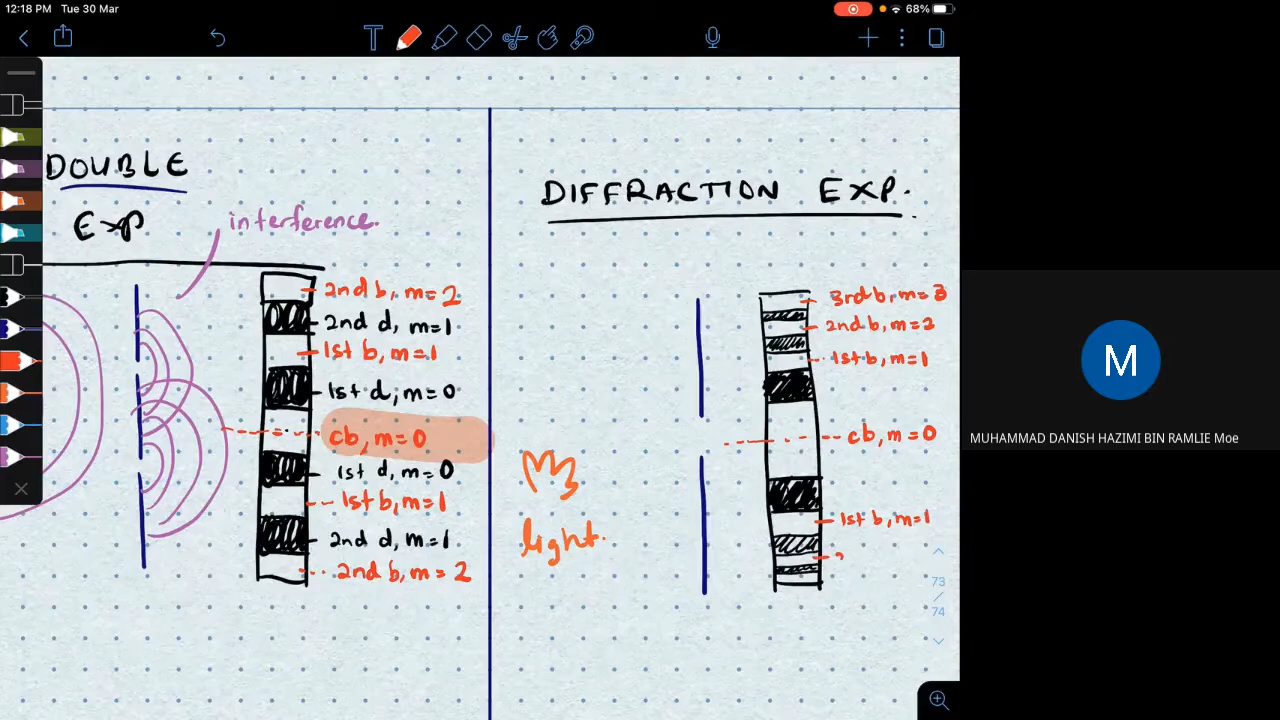 12:18 PM Tue 30 Mar
68%
DOUBLE
EXP
interference.
2nd b, m=2
2nd d, m=1
1st b, m=1
1st d, m=0
cb, m=0
1st d, m=0
1st b, m=1
2nd d, m=1
2nd b, m=2
DIFFRACTION EXP.
light.
3rd b, m=3
2nd b, m=2
1st b, m=1
cb, m=0
1st b, m=1
73
/
74
M
MUHAMMAD DANISH HAZIMI BIN RAMLIE Moe